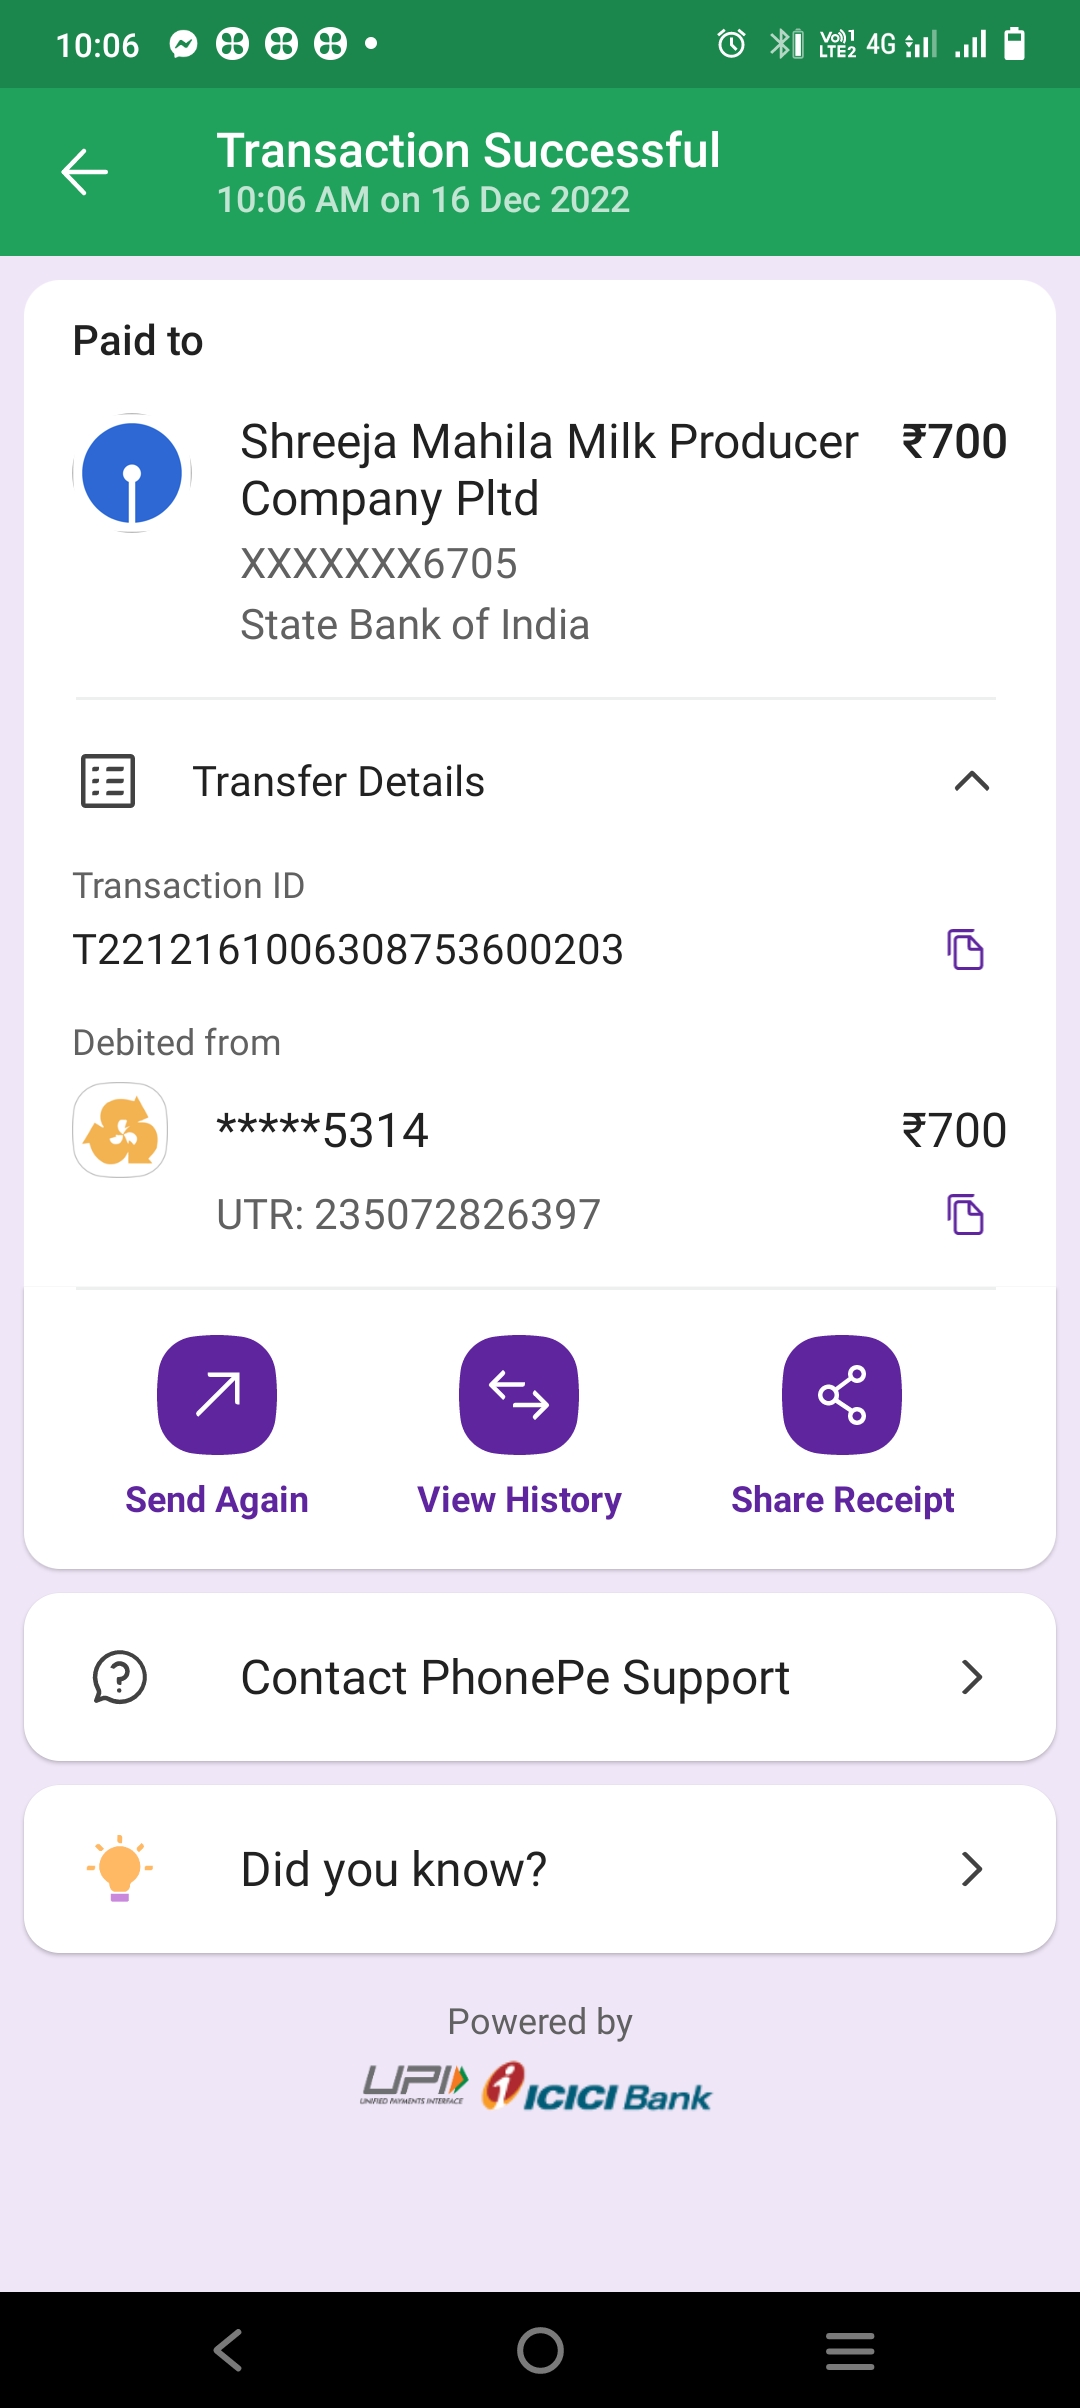 10:06
Vo)) 1
LTE2
4G
Transaction Successful
10:06 AM on 16 Dec 2022
Paid to
Shreeja Mahila Milk Producer ₹700
Company Pltd
XXXXXXX6705
State Bank of India
Transfer Details
Transaction ID
T2212161006308753600203
Debited from
*****5314 ₹700
UTR: 235072826397
Send Again View History Share Receipt
Contact PhonePe Support
Did you know?
Powered by
UPI ICICI Bank
UNIFIED PAYMENTS INTERFACE